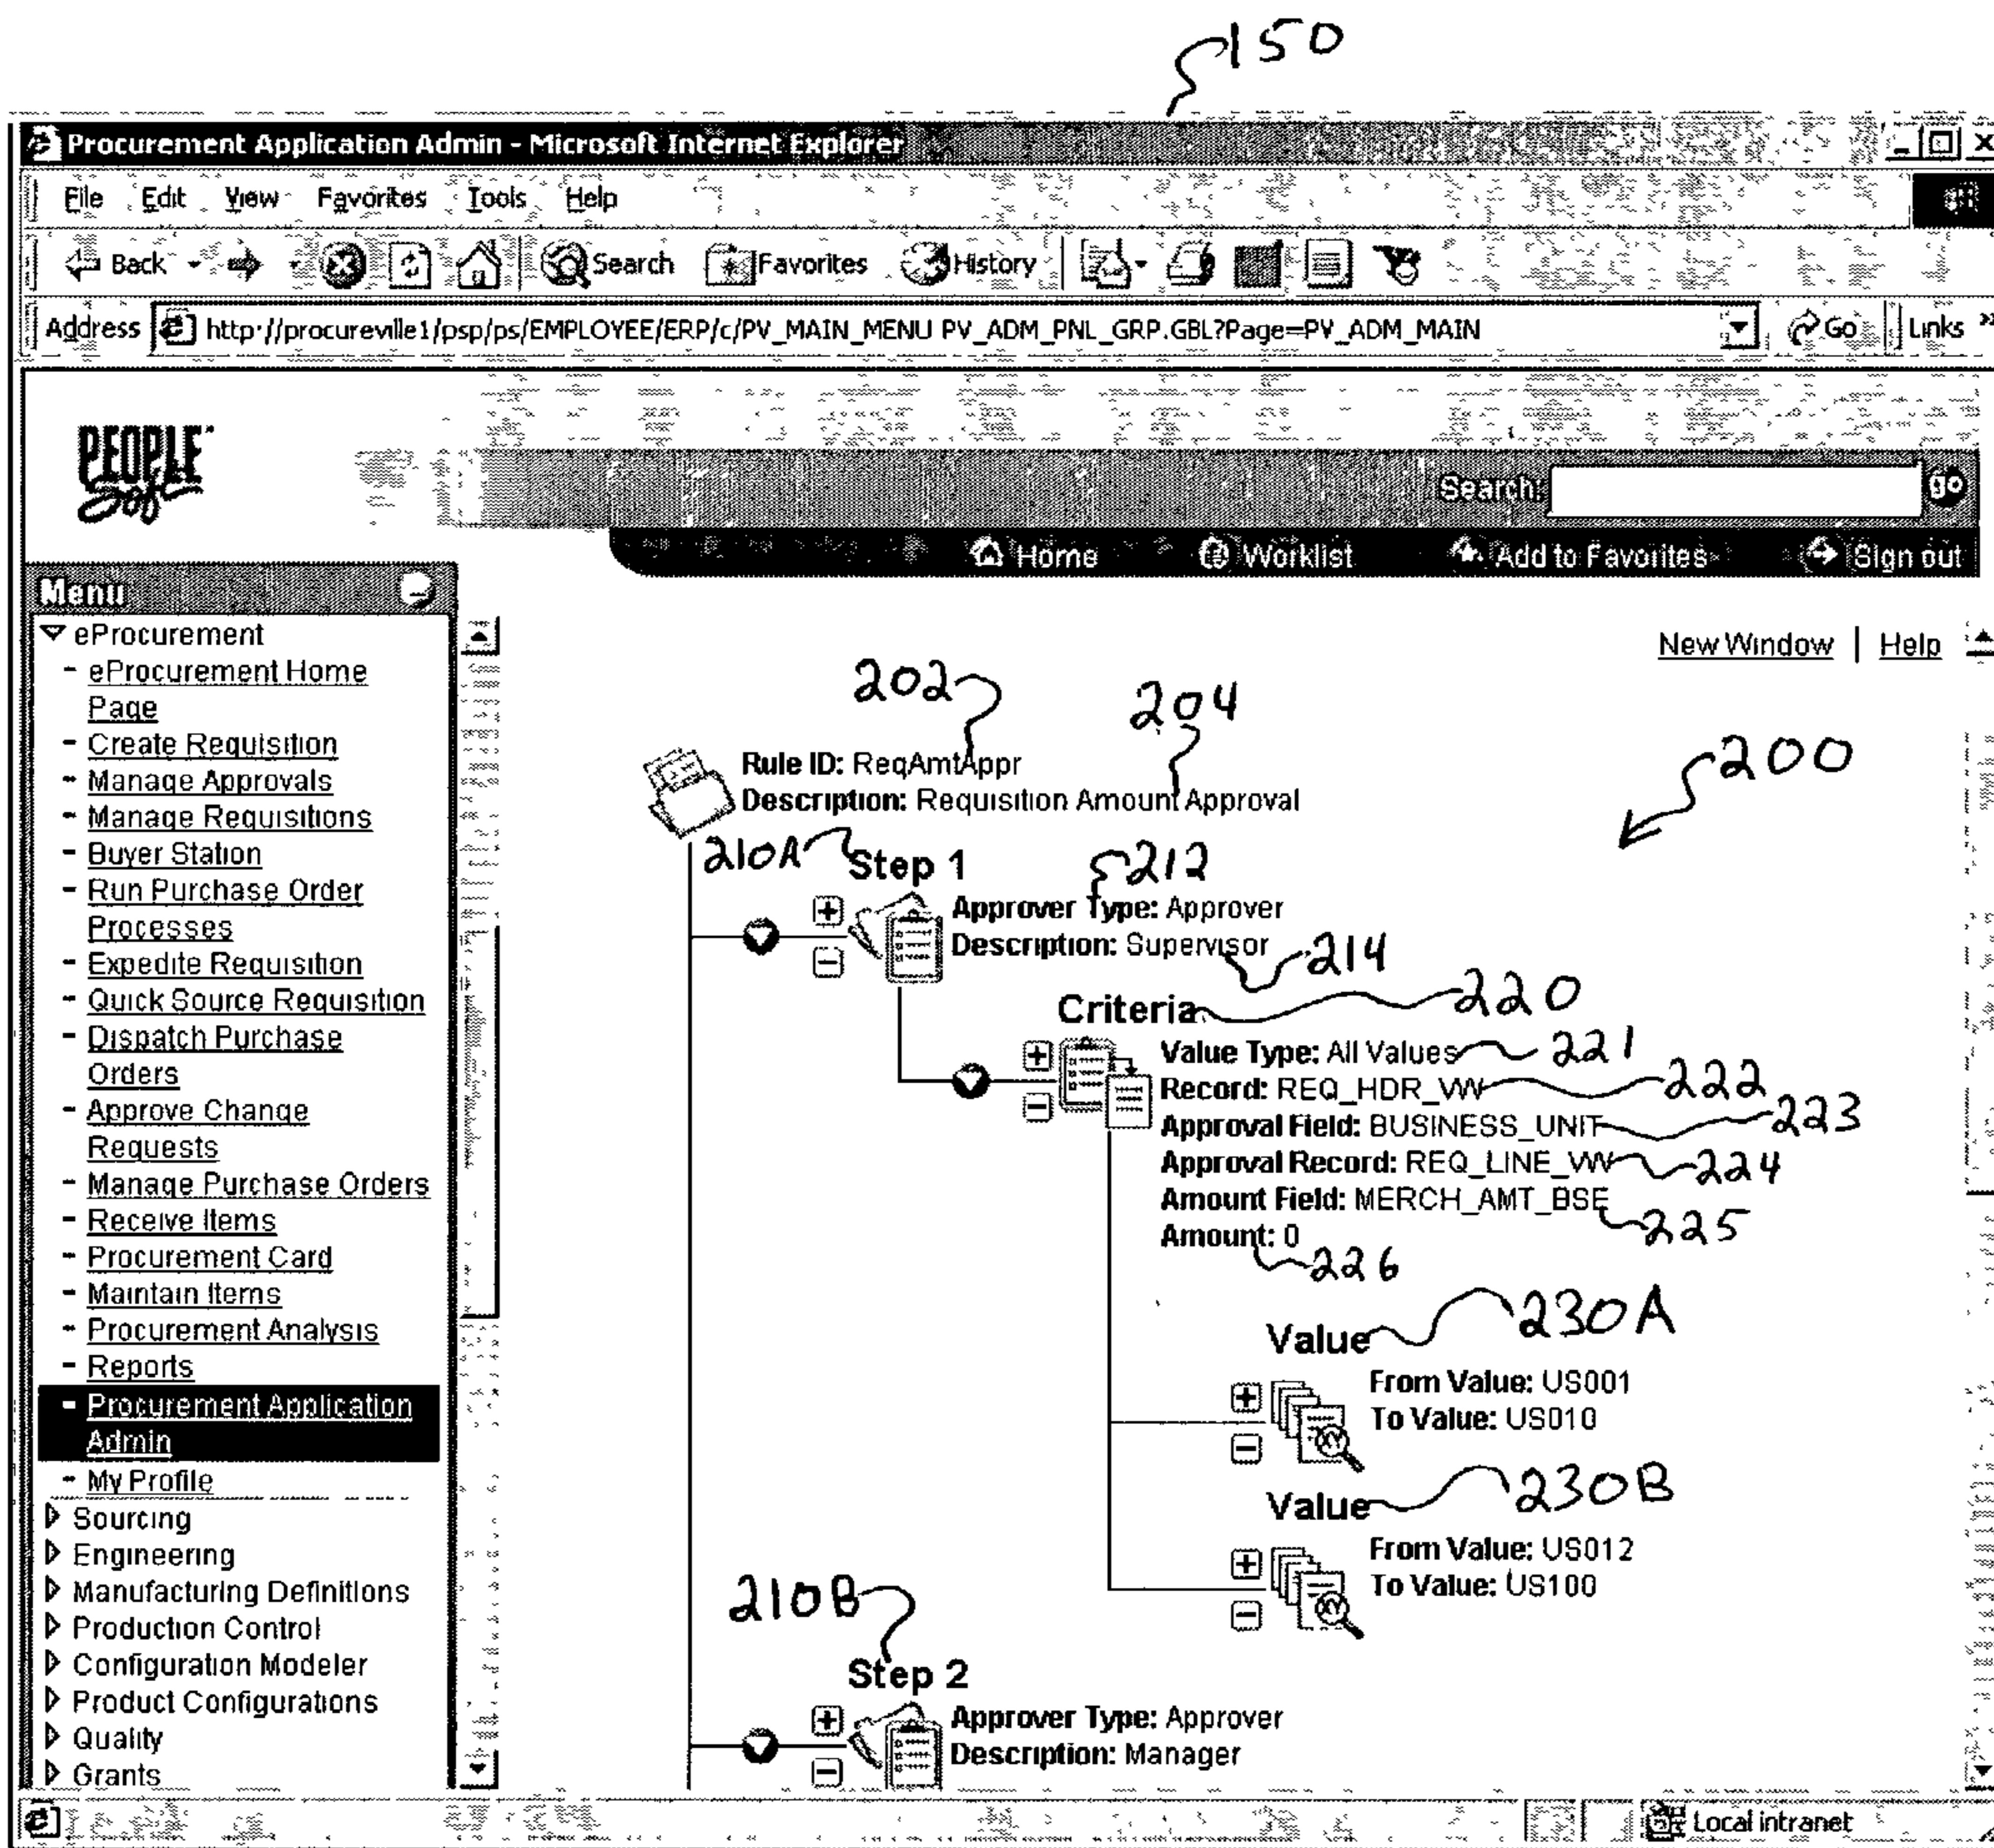 150
Procurement Application Admin - Microsoft Internet Explorer
File Edit View Favorites Tools Help
Back Search Favorites History
Address http://procureville1/psp/ps/EMPLOYEE/ERP/c/PV_MAIN_MENU PV_ADM_PNL_GRP.GBL?Page=PV_ADM_MAIN Go Links »
PEOPLE
Soft
Search: go
Home Worklist Add to Favorites Sign out
Menu
eProcurement
- eProcurement Home
Page
- Create Requisition
- Manage Approvals
- Manage Requisitions
- Buyer Station
- Run Purchase Order
Processes
- Expedite Requisition
- Quick Source Requisition
- Dispatch Purchase
Orders
- Approve Change
Requests
- Manage Purchase Orders
- Receive Items
- Procurement Card
- Maintain Items
- Procurement Analysis
- Reports
- Procurement Application
Admin
- My Profile
Sourcing
Engineering
Manufacturing Definitions
Production Control
Configuration Modeler
Product Configurations
Quality
Grants
New Window | Help
202
204
200
Rule ID: ReqAmtAppr
Description: Requisition Amount Approval
210A
Step 1
212
Approver Type: Approver
Description: Supervisor
214
Criteria
220
Value Type: All Values 221
Record: REQ_HDR_VW 222
Approval Field: BUSINESS_UNIT 223
Approval Record: REQ_LINE_VW 224
Amount Field: MERCH_AMT_BSE
225
Amount: 0
226
Value 230A
From Value: US001
To Value: US010
Value 230B
From Value: US012
To Value: US100
210B
Step 2
Approver Type: Approver
Description: Manager
Local intranet